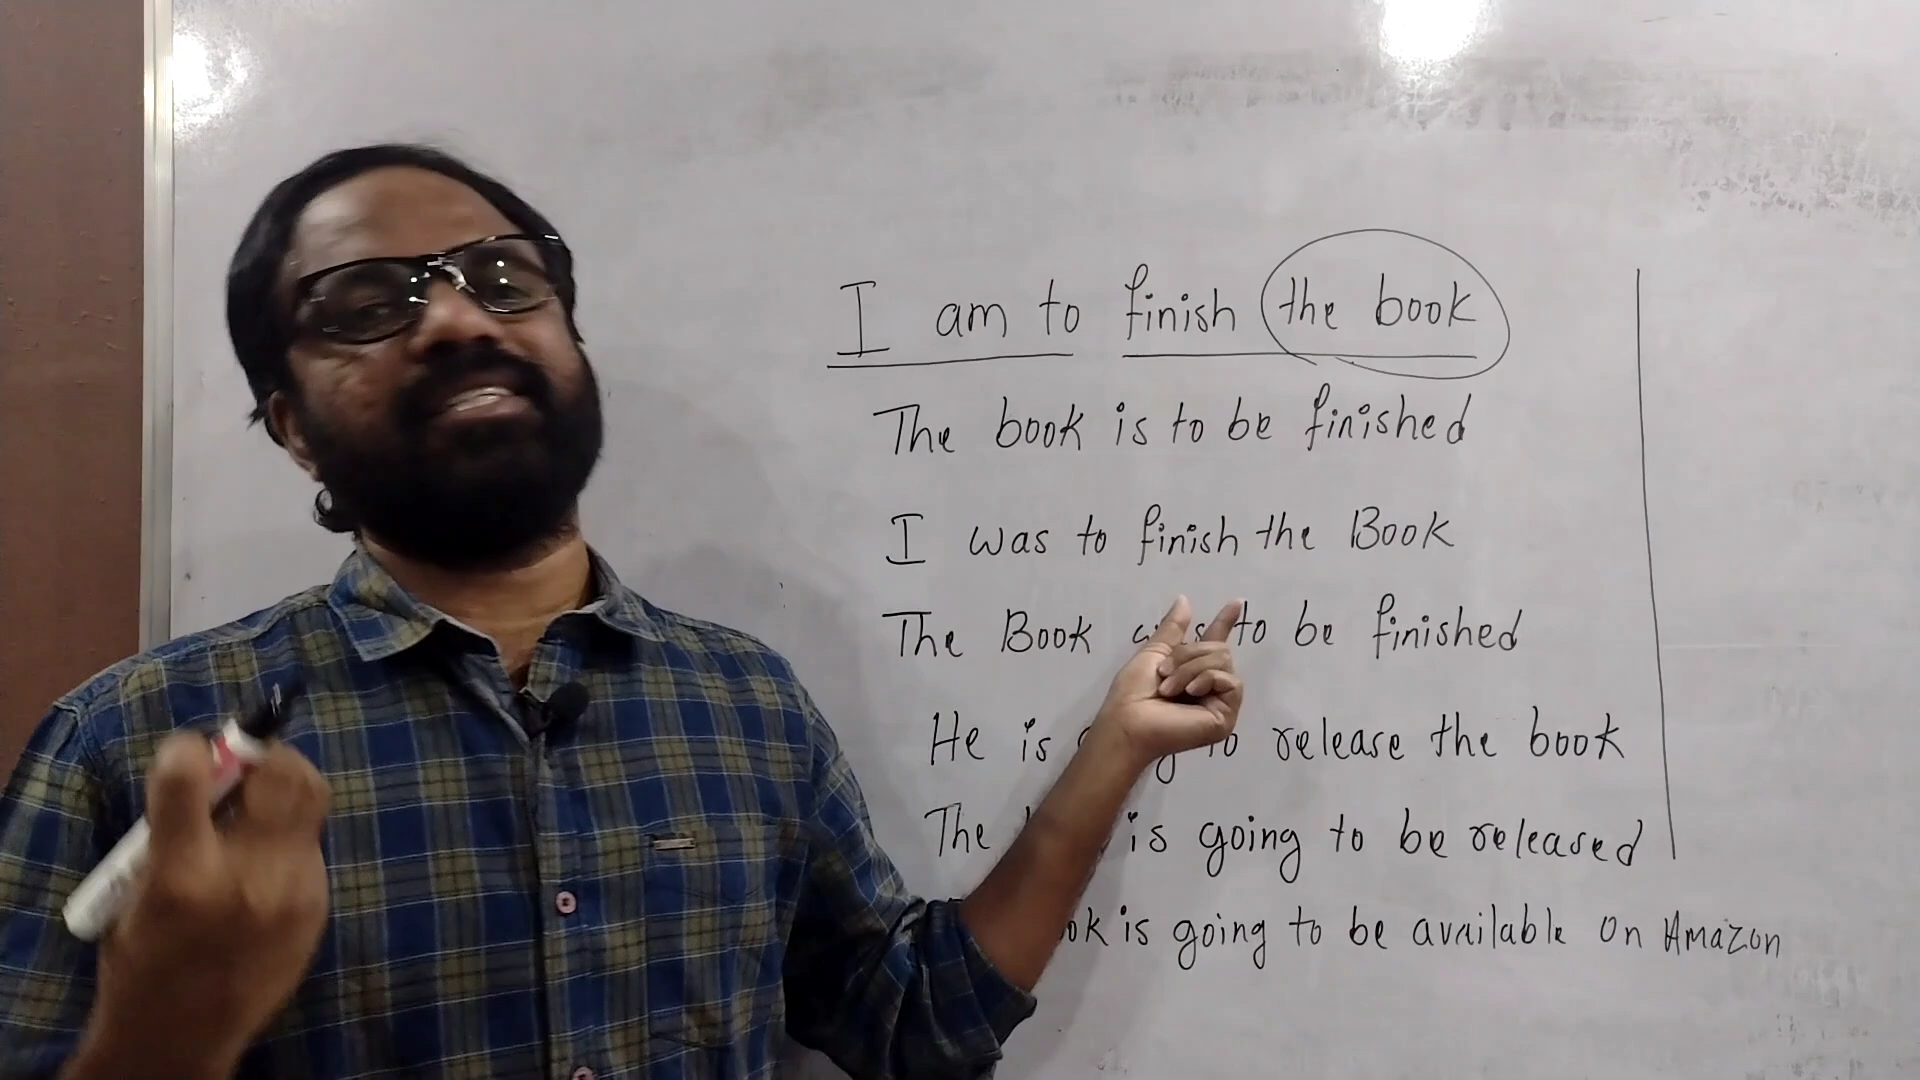 I am to finish the book
The book is to be finished
I was to finish the Book
The Book was to be finished
He is to release the book
The is going to be released
is going to be available on Amazon